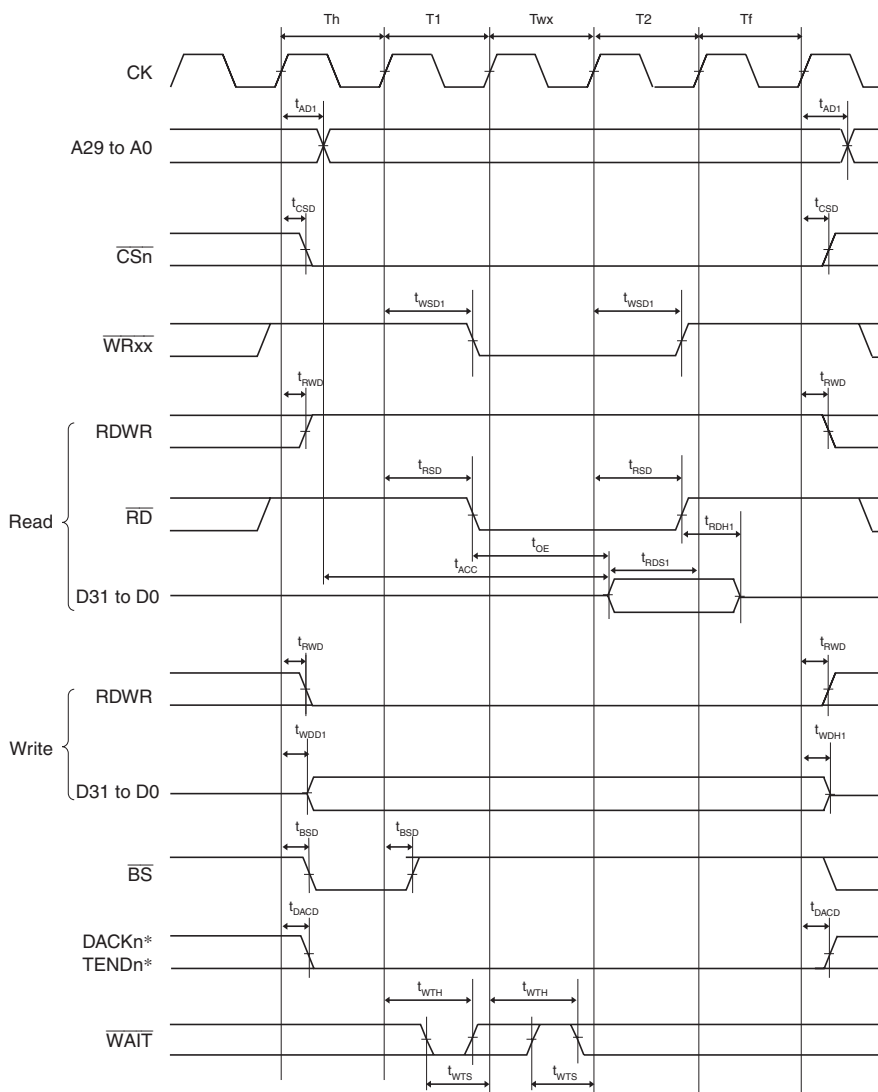 Th T1 Twx T2 Tf
CK
tAD1 tAD1
A29 to A0
tCSD tCSD
CSn
tWSD1 tWSD1
WRxx
tRWD tRWD
RDWR
tRSD tRSD
Read
RD
tRDH1
tOE
tACC tRDS1
D31 to D0
tRWD tRWD
RDWR
Write
tWDD1 tWDH1
D31 to D0
tBSD tBSD
BS
tDACD tDACD
DACKn*
TENDn*
tWTH tWTH
WAIT
tWTS tWTS